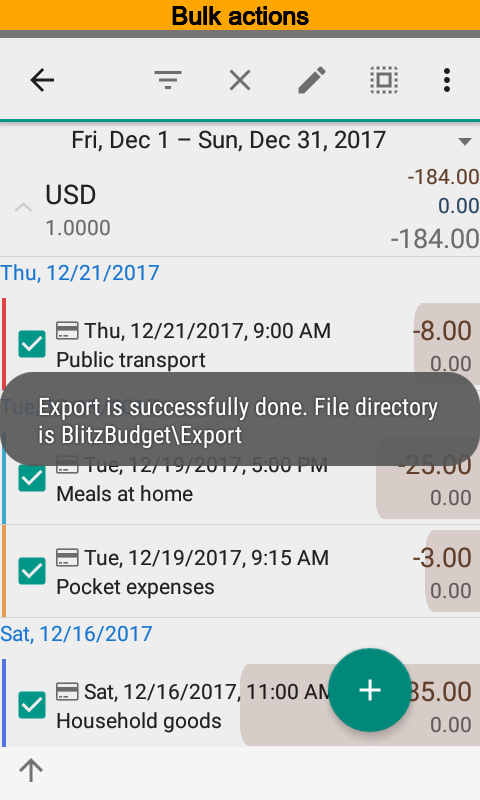 Bulk actions
Fri, Dec 1 – Sun, Dec 31, 2017
USD
1.0000
-184.00
0.00
-184.00
Thu, 12/21/2017
Thu, 12/21/2017, 9:00 AM
Public transport
-8.00
0.00
Export is successfully done. File directory
is BlitzBudget\Export
Tue, 12/19/2017, 5:00 PM
Meals at home
-25.00
0.00
Tue, 12/19/2017, 9:15 AM
Pocket expenses
-3.00
0.00
Sat, 12/16/2017
Sat, 12/16/2017, 11:00 AM
Household goods
35.00
0.00